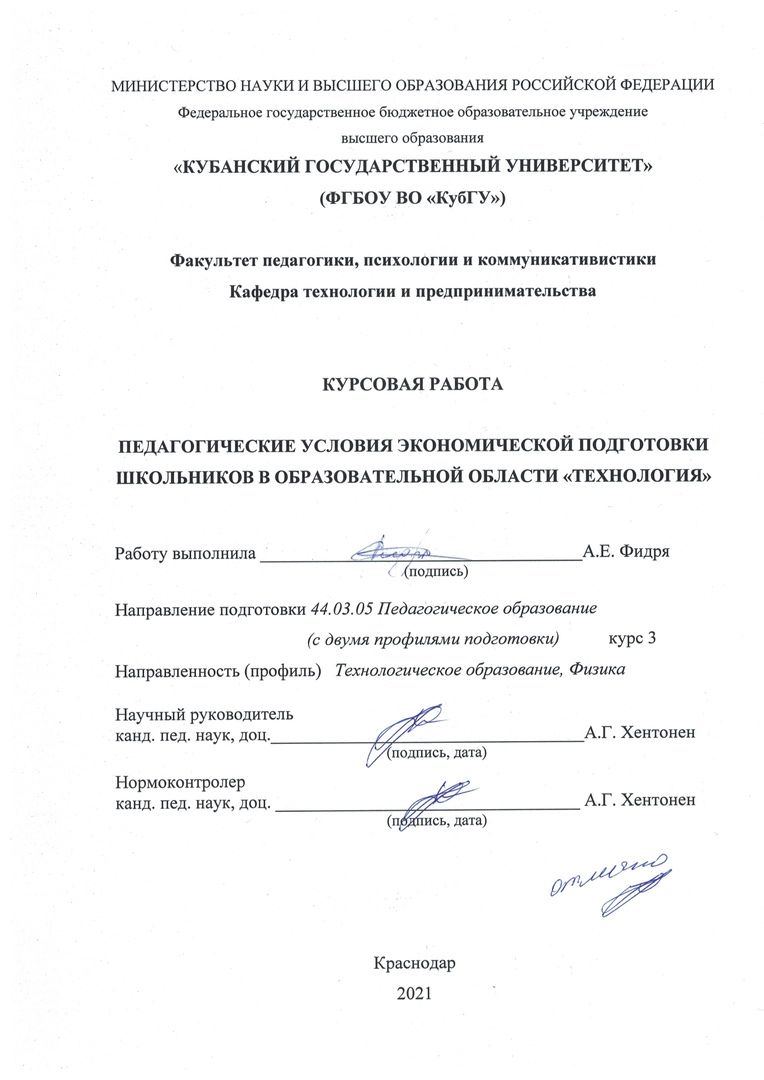 МИНИСТЕРСТВО НАУКИ И ВЫСШЕГО ОБРАЗОВАНИЯ РОССИЙСКОЙ ФЕДЕРАЦИИ
Федеральное государственное бюджетное образовательное учреждение
высшего образования
«КУБАНСКИЙ ГОСУДАРСТВЕННЫЙ УНИВЕРСИТЕТ»
(ФГБОУ ВО «КубГУ»)
Факультет педагогики, психологии и коммуникативистики
Кафедра технологии и предпринимательства
КУРСОВАЯ РАБОТА
ПЕДАГОГИЧЕСКИЕ УСЛОВИЯ ЭКОНОМИЧЕСКОЙ ПОДГОТОВКИ
ШКОЛЬНИКОВ В ОБРАЗОВАТЕЛЬНОЙ ОБЛАСТИ «ТЕХНОЛОГИЯ»
Работу выполнила А.Е. Фидря
(подпись)
Направление подготовки 44.03.05 Педагогическое образование
(с двумя профилями подготовки) курс 3
Направленность (профиль) Технологическое образование, Физика
Научный руководитель
канд. пед. наук, доц. А.Г. Хентонен
(подпись, дата)
Нормоконтролер
канд. пед. наук, доц. А.Г. Хентонен
(подпись, дата)
отлично
Краснодар
2021